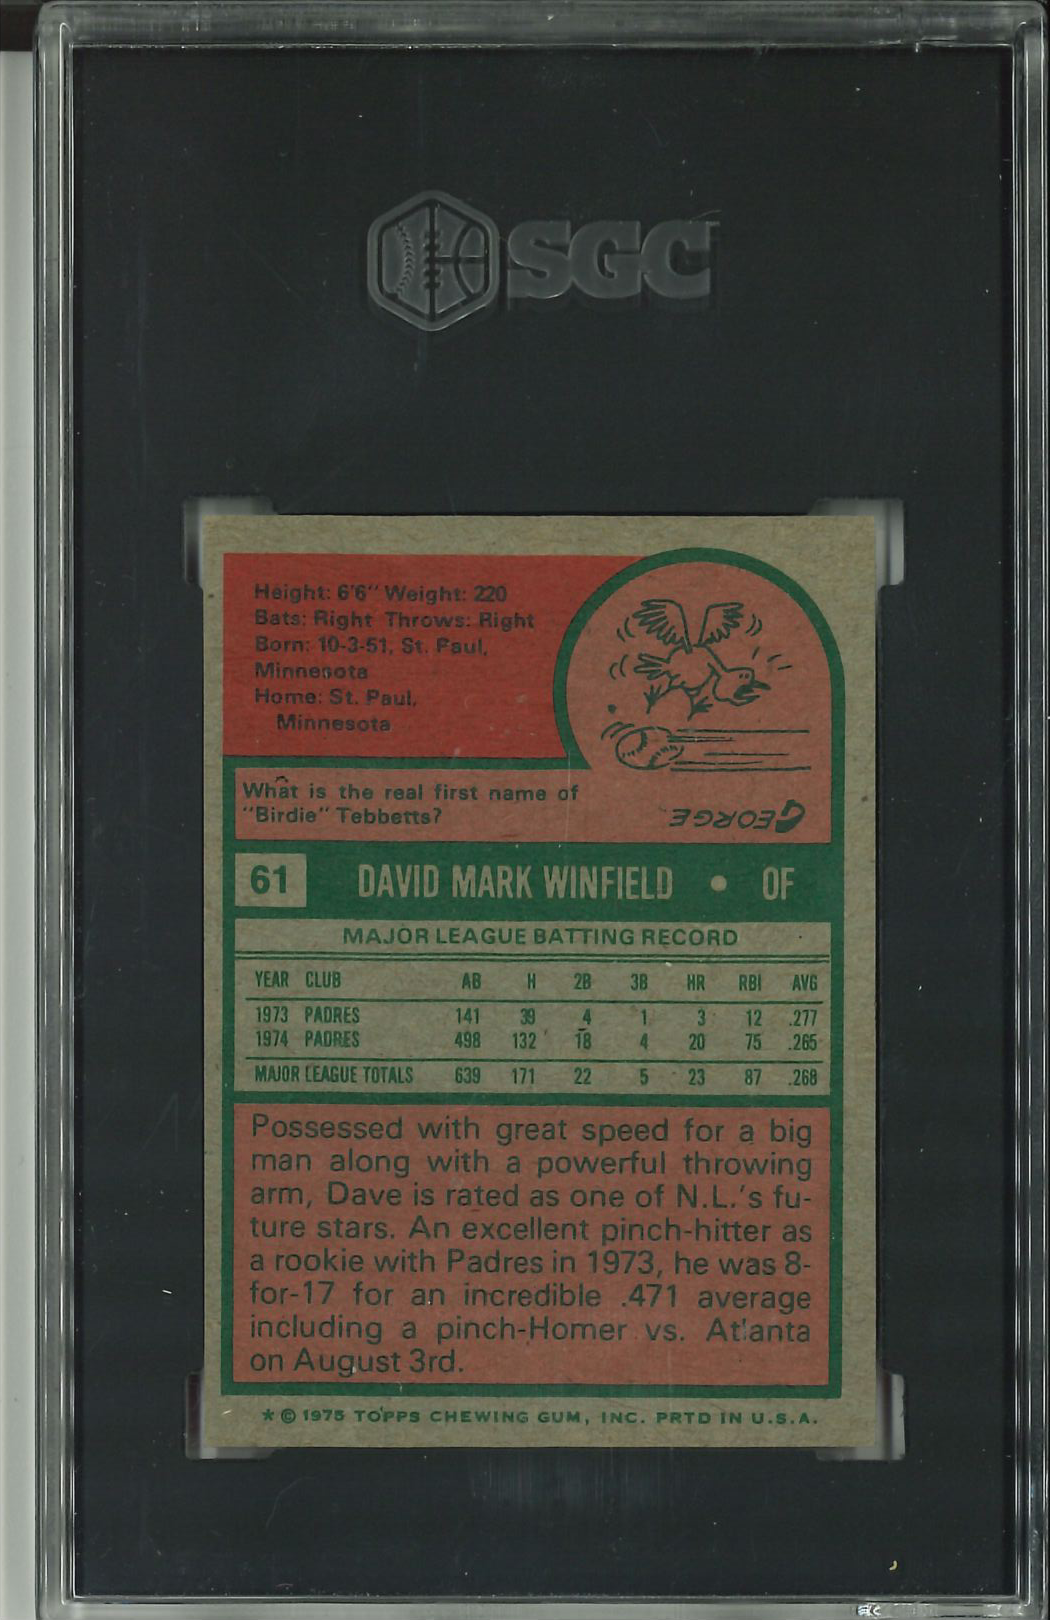 SGC
Height: 6'6" Weight: 220
Bats: Right Throws: Right
Born: 10-3-51, St. Paul,
Minnesota
Home: St. Paul,
Minnesota
What is the real first name of
"Birdie" Tebbetts?
GEORGE
61 DAVID MARK WINFIELD • OF
MAJOR LEAGUE BATTING RECORD
YEAR CLUB AB H 2B 3B HR RBI AVG
1973 PADRES 141 39 4 1 3 12 .277
1974 PADRES 498 132 18 4 20 75 .265
MAJOR LEAGUE TOTALS 639 171 22 5 23 87 .268
Possessed with great speed for a big
man along with a powerful throwing
arm, Dave is rated as one of N.L.'s fu-
ture stars. An excellent pinch-hitter as
a rookie with Padres in 1973, he was 8-
for-17 for an incredible .471 average
including a pinch-Homer vs. Atlanta
on August 3rd.
* © 1975 TOPPS CHEWING GUM, INC. PRTD IN U.S.A.
SGC